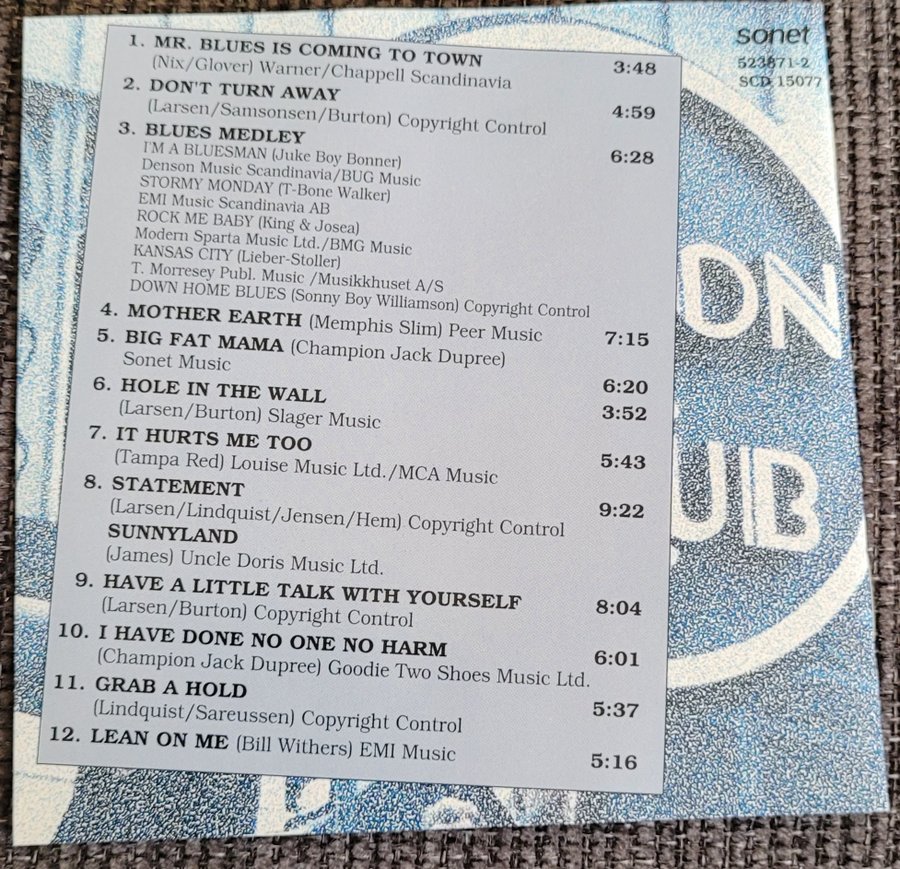 sonet
523871-2
SCD 15077
1. MR. BLUES IS COMING TO TOWN 3:48
(Nix/Glover) Warner/Chappell Scandinavia
2. DON'T TURN AWAY 4:59
(Larsen/Samsonsen/Burton) Copyright Control
3. BLUES MEDLEY 6:28
I'M A BLUESMAN (Juke Boy Bonner)
Denson Music Scandinavia/BUG Music
STORMY MONDAY (T-Bone Walker)
EMI Music Scandinavia AB
ROCK ME BABY (King & Josea)
Modern Sparta Music Ltd./BMG Music
KANSAS CITY (Lieber-Stoller)
T. Morresey Publ. Music /Musikkhuset A/S
DOWN HOME BLUES (Sonny Boy Williamson) Copyright Control
4. MOTHER EARTH (Memphis Slim) Peer Music 7:15
5. BIG FAT MAMA (Champion Jack Dupree) 6:20
Sonet Music
6. HOLE IN THE WALL 3:52
(Larsen/Burton) Slager Music
7. IT HURTS ME TOO 5:43
(Tampa Red) Louise Music Ltd./MCA Music
8. STATEMENT 9:22
(Larsen/Lindquist/Jensen/Hem) Copyright Control
SUNNYLAND
(James) Uncle Doris Music Ltd.
9. HAVE A LITTLE TALK WITH YOURSELF 8:04
(Larsen/Burton) Copyright Control
10. I HAVE DONE NO ONE NO HARM 6:01
(Champion Jack Dupree) Goodie Two Shoes Music Ltd.
11. GRAB A HOLD 5:37
(Lindquist/Sareussen) Copyright Control
12. LEAN ON ME (Bill Withers) EMI Music 5:16
ON
UB